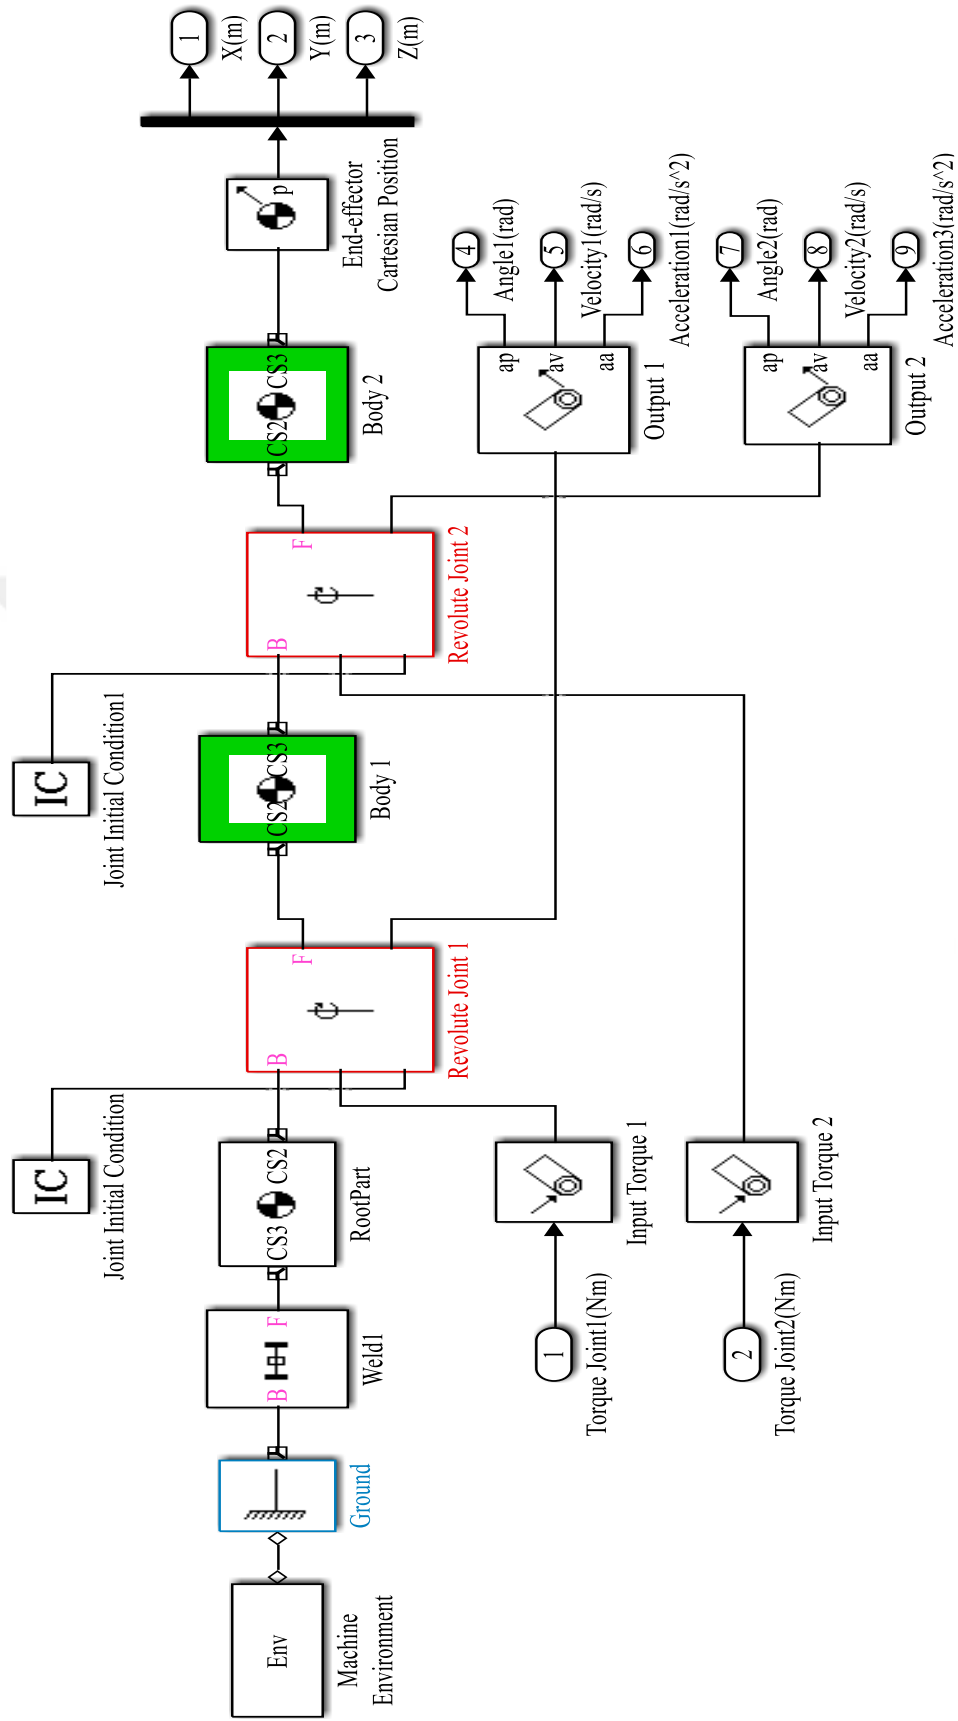 Env
Machine
Environment
Ground
B
F
Weld1
CS3
CS2
RootPart
IC
Joint Initial Condition
B
F
Revolute Joint 1
CS2
CS3
Body 1
IC
Joint Initial Condition1
B
F
Revolute Joint 2
CS2
CS3
Body 2
p
End-effector
Cartesian Position
1
X(m)
2
Y(m)
3
Z(m)
1
Torque Joint1(Nm)
Input Torque 1
2
Torque Joint2(Nm)
Input Torque 2
ap
av
aa
Output 1
4
Angle1(rad)
5
Velocity1(rad/s)
6
Acceleration1(rad/s^2)
ap
av
aa
Output 2
7
Angle2(rad)
8
Velocity2(rad/s)
9
Acceleration3(rad/s^2)